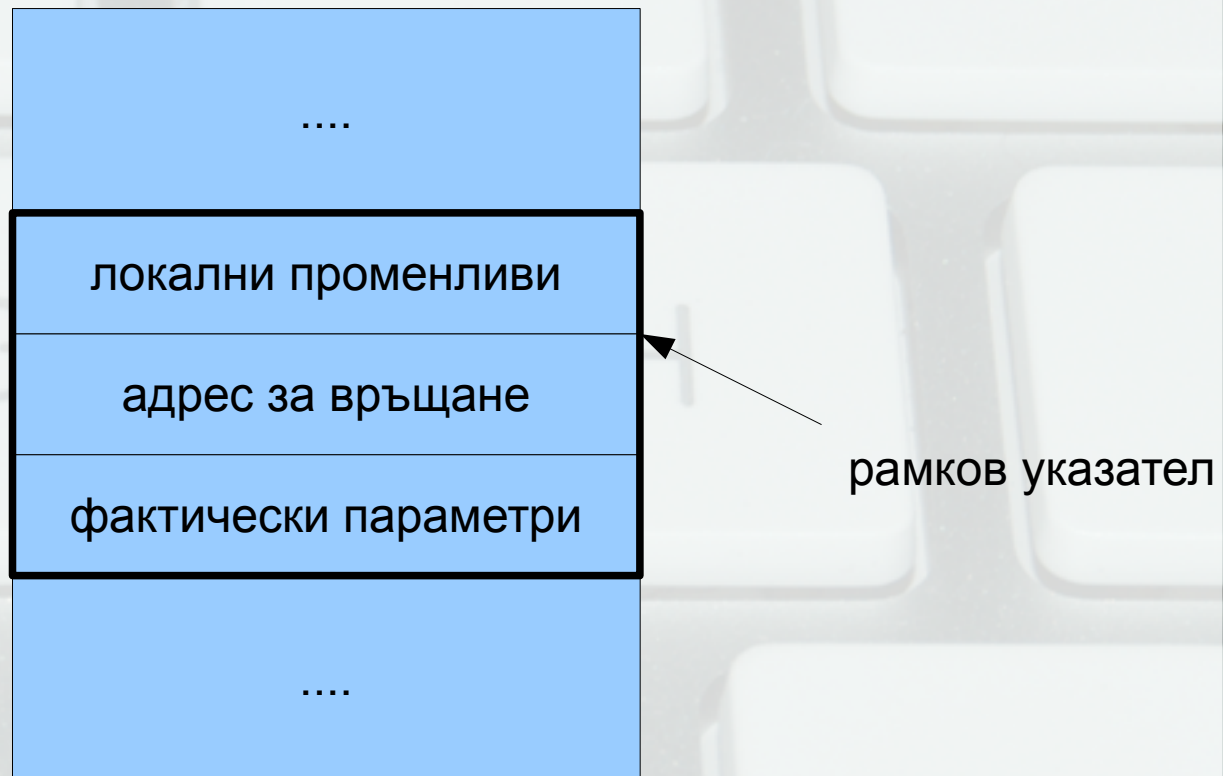 ....
локални променливи
адрес за връщане
рамков указател
фактически параметри
....